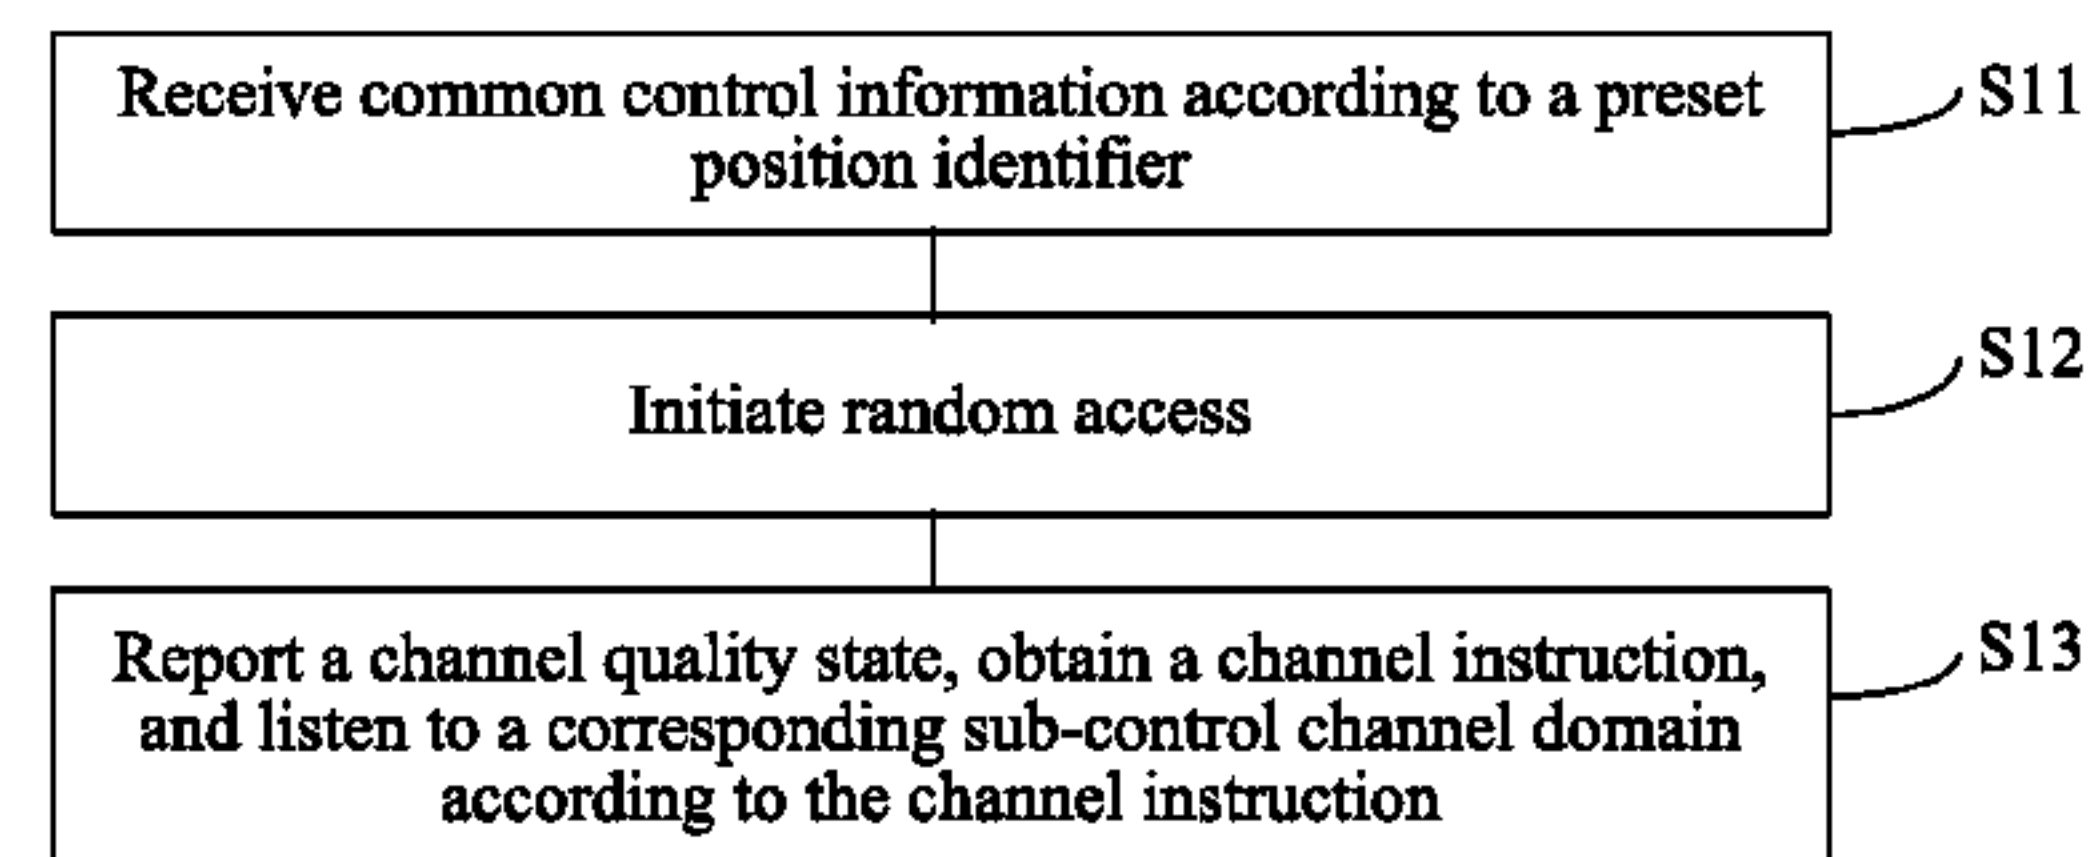 Receive common control information according to a preset
position identifier
S11
Initiate random access
S12
Report a channel quality state, obtain a channel instruction,
and listen to a corresponding sub-control channel domain
according to the channel instruction
S13